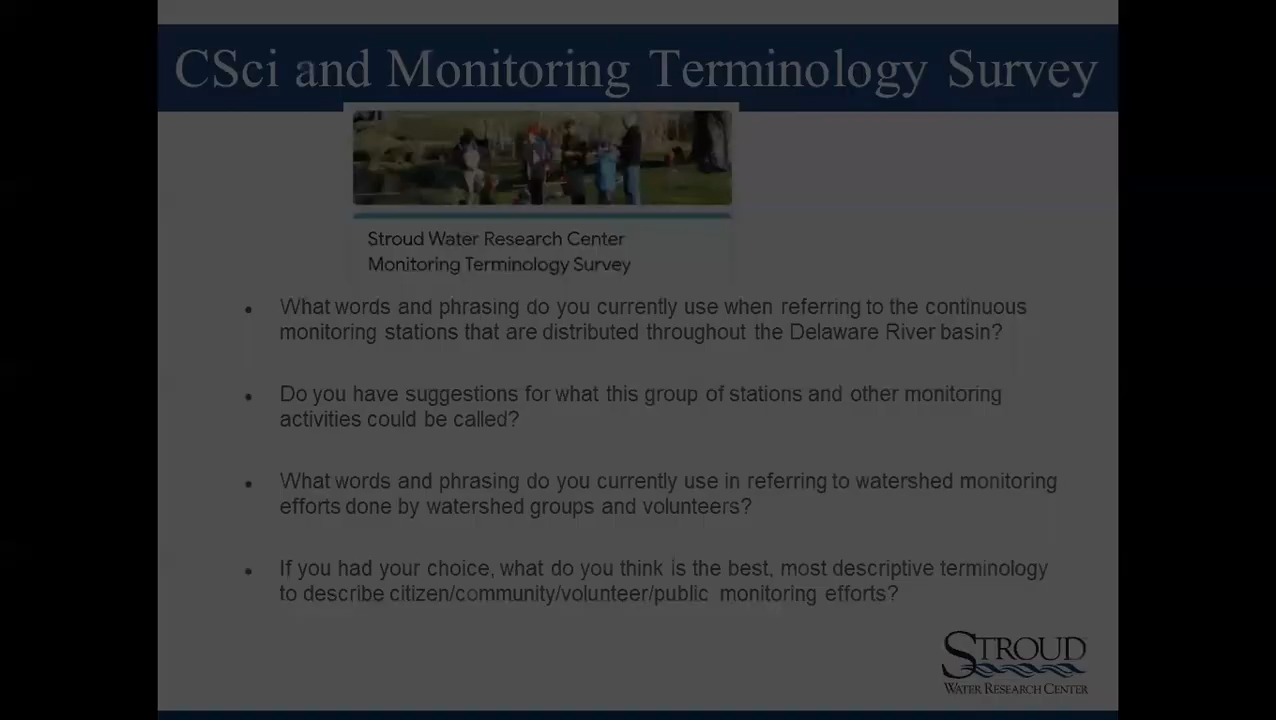 CSci and Monitoring Terminology Survey
Stroud Water Research Center
Monitoring Terminology Survey
• What words and phrasing do you currently use when referring to the continuous
monitoring stations that are distributed throughout the Delaware River basin?
• Do you have suggestions for what this group of stations and other monitoring
activities could be called?
• What words and phrasing do you currently use in referring to watershed monitoring
efforts done by watershed groups and volunteers?
• If you had your choice, what do you think is the best, most descriptive terminology
to describe citizen/community/volunteer/public monitoring efforts?
STROUD
WATER RESEARCH CENTER